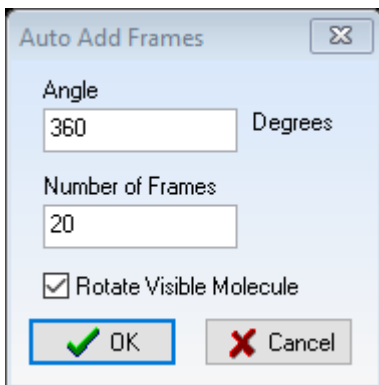 Auto Add Frames
Angle
360 Degrees
Number of Frames
20
Rotate Visible Molecule
OK Cancel